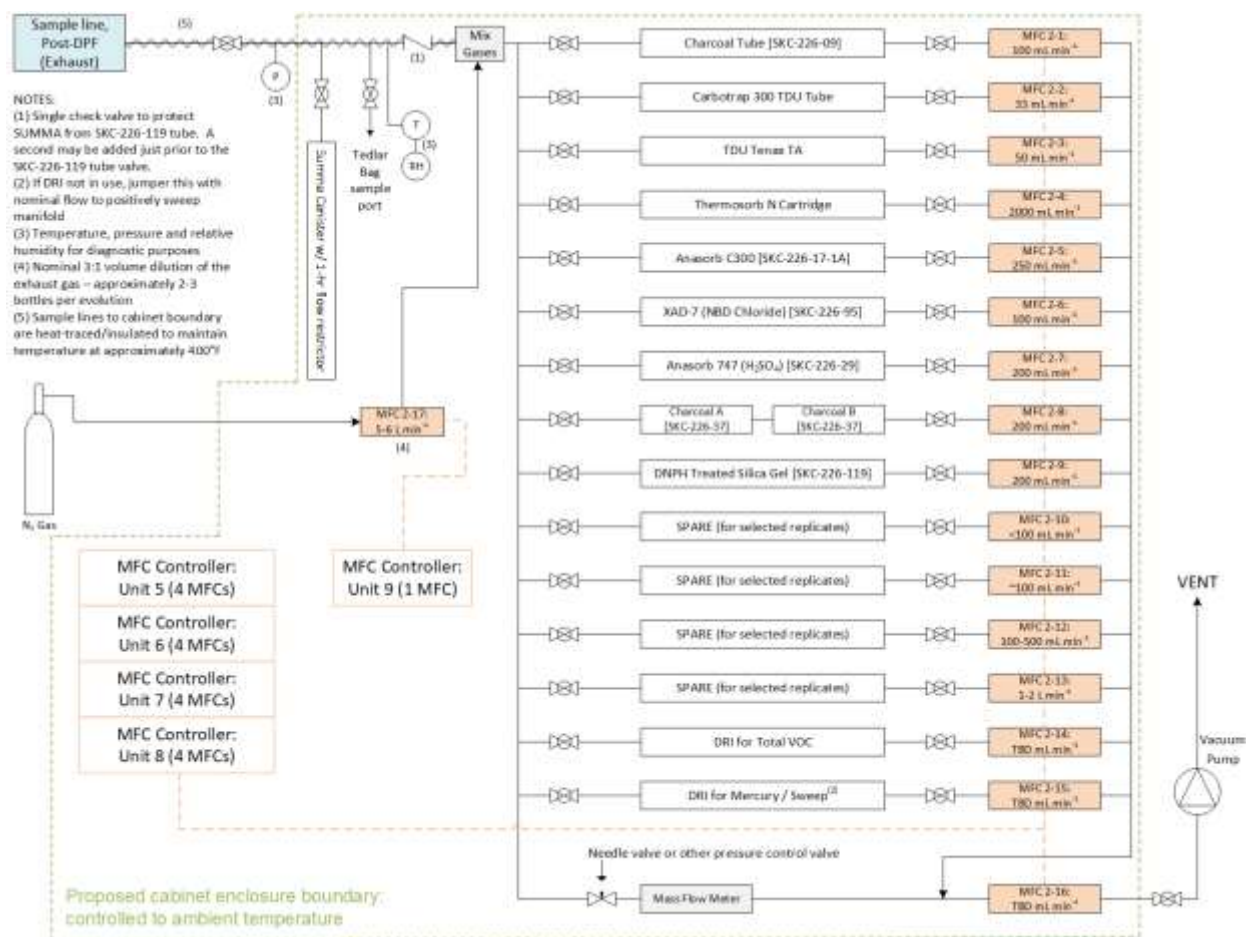 Sample line,
Post-DPF
(Exhaust)
(5)
P
(3)
(1)
Mix
Gases
T
(3)
RH
Tedlar
Bag
sample
port
Summa Canister w/ 1-hr flow restrictor
NOTES:
(1) Single check valve to protect
SUMMA from SKC-226-119 tube. A
second may be added just prior to the
SKC-226-119 tube valve.
(2) If DRI not in use, jumper this with
nominal flow to positively sweep
manifold
(3) Temperature, pressure and relative
humidity for diagnostic purposes
(4) Nominal 3:1 volume dilution of the
exhaust gas – approximately 2-3
bottles per evolution
(5) Sample lines to cabinet boundary
are heat-traced/insulated to maintain
temperature at approximately 400°F
N₂ Gas
MFC 2-17:
5-6 L min⁻¹
(4)
MFC Controller:
Unit 5 (4 MFCs)
MFC Controller:
Unit 6 (4 MFCs)
MFC Controller:
Unit 7 (4 MFCs)
MFC Controller:
Unit 8 (4 MFCs)
MFC Controller:
Unit 9 (1 MFC)
Charcoal Tube [SKC-226-09]
MFC 2-1:
100 mL min⁻¹
Carbotrap 300 TDU Tube
MFC 2-2:
33 mL min⁻¹
TDU Tenax TA
MFC 2-3:
50 mL min⁻¹
Thermosorb N Cartridge
MFC 2-4:
2000 mL min⁻¹
Anasorb C300 [SKC-226-17-1A]
MFC 2-5:
250 mL min⁻¹
XAD-7 (NBD Chloride) [SKC-226-95]
MFC 2-6:
100 mL min⁻¹
Anasorb 747 (H₂SO₄) [SKC-226-29]
MFC 2-7:
200 mL min⁻¹
Charcoal A
[SKC-226-37]
Charcoal B
[SKC-226-37]
MFC 2-8:
200 mL min⁻¹
DNPH Treated Silica Gel [SKC-226-119]
MFC 2-9:
200 mL min⁻¹
SPARE (for selected replicates)
MFC 2-10:
<100 mL min⁻¹
SPARE (for selected replicates)
MFC 2-11:
~100 mL min⁻¹
SPARE (for selected replicates)
MFC 2-12:
100-500 mL min⁻¹
SPARE (for selected replicates)
MFC 2-13:
1-2 L min⁻¹
DRI for Total VOC
MFC 2-14:
TBD mL min⁻¹
DRI for Mercury / Sweep⁽²⁾
MFC 2-15:
TBD mL min⁻¹
Needle valve or other pressure control valve
Mass Flow Meter
MFC 2-16:
TBD mL min⁻¹
VENT
Vacuum
Pump
Proposed cabinet enclosure boundary:
controlled to ambient temperature